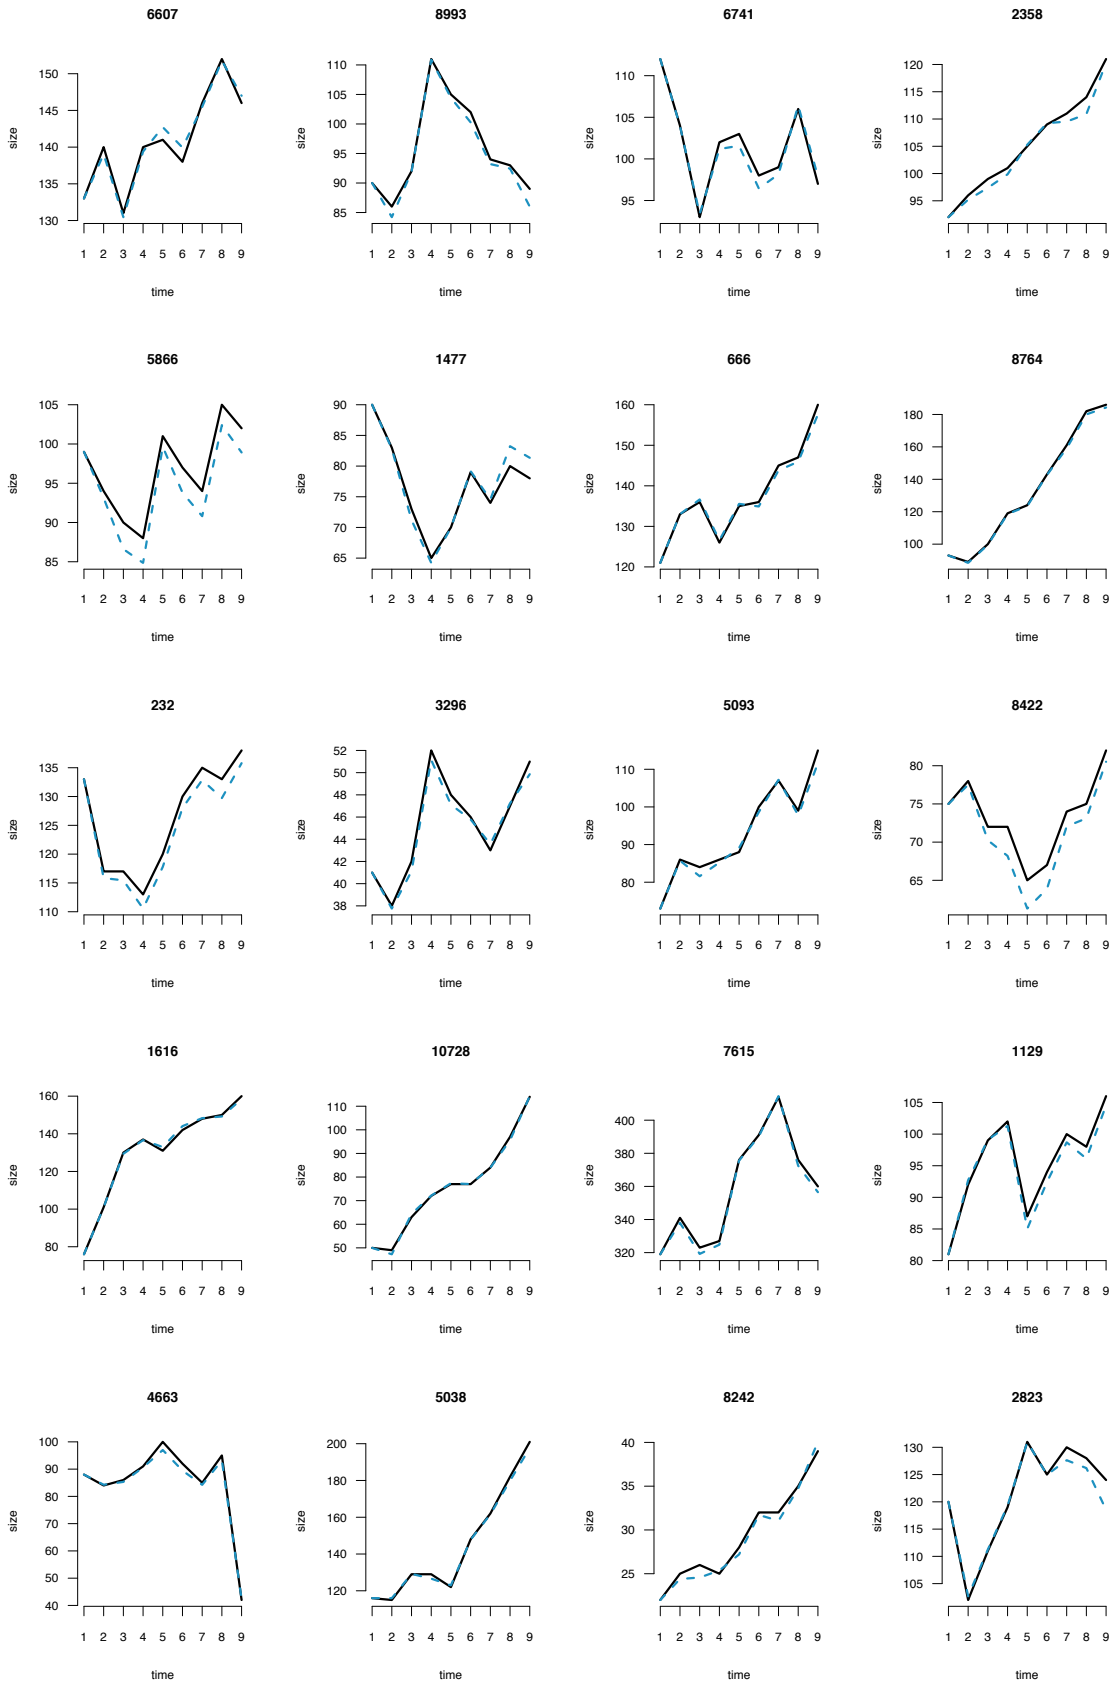 6607 8993 6741 2358
150 145 140 135 130
size
1 2 3 4 5 6 7 8 9
time
110 105 100 95 90 85
size
1 2 3 4 5 6 7 8 9
time
110 105 100 95
size
1 2 3 4 5 6 7 8 9
time
120 115 110 105 100 95
size
1 2 3 4 5 6 7 8 9
time
5866 1477 666 8764
105 100 95 90 85
size
1 2 3 4 5 6 7 8 9
time
90 85 80 75 70 65
size
1 2 3 4 5 6 7 8 9
time
160 150 140 130 120
size
1 2 3 4 5 6 7 8 9
time
180 160 140 120 100
size
1 2 3 4 5 6 7 8 9
time
232 3296 5093 8422
135 130 125 120 115 110
size
1 2 3 4 5 6 7 8 9
time
52 50 48 46 44 42 40 38
size
1 2 3 4 5 6 7 8 9
time
110 100 90 80
size
1 2 3 4 5 6 7 8 9
time
80 75 70 65
size
1 2 3 4 5 6 7 8 9
time
1616 10728 7615 1129
160 140 120 100 80
size
1 2 3 4 5 6 7 8 9
time
110 100 90 80 70 60 50
size
1 2 3 4 5 6 7 8 9
time
400 380 360 340 320
size
1 2 3 4 5 6 7 8 9
time
105 100 95 90 85 80
size
1 2 3 4 5 6 7 8 9
time
4663 5038 8242 2823
100 90 80 70 60 50 40
size
1 2 3 4 5 6 7 8 9
time
200 180 160 140 120
size
1 2 3 4 5 6 7 8 9
time
40 35 30 25
size
1 2 3 4 5 6 7 8 9
time
130 125 120 115 110 105
size
1 2 3 4 5 6 7 8 9
time